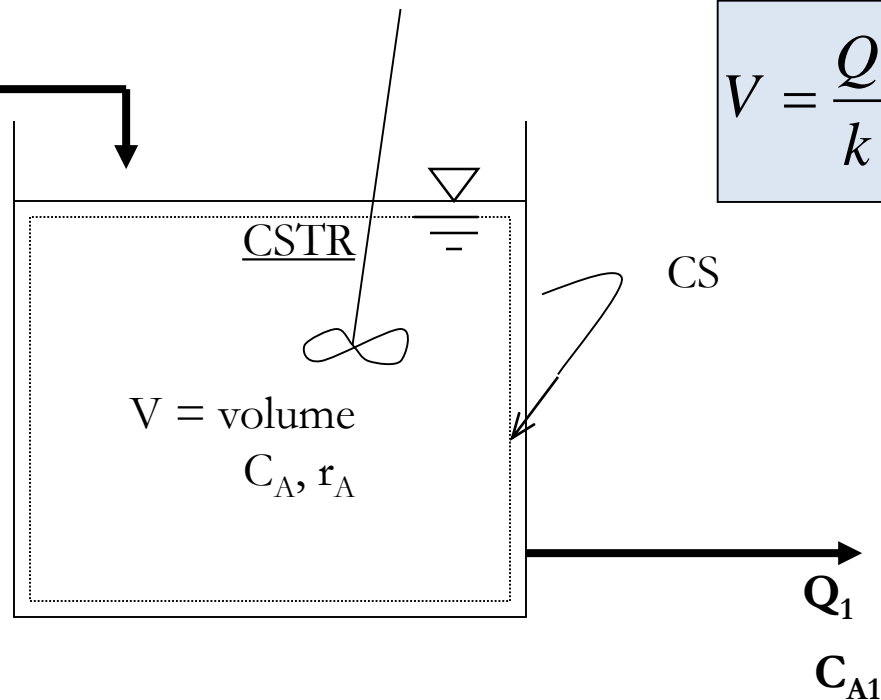 V = Q/k
CSTR
CS
V = volume
C_A, r_A
Q_1
C_A1